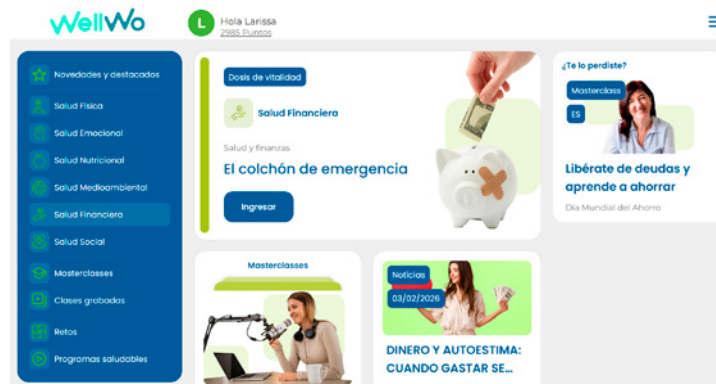 WellWo
L
Hola Larissa
2985 Puntos
Novedades y destacados
Salud Física
Salud Emocional
Salud Nutricional
Salud Medioambiental
Salud Financiera
Salud Social
Masterclasses
Clases grabadas
Retos
Programas saludables
Dosis de vitalidad
Salud Financiera
Salud y finanzas
El colchón de emergencia
Ingresar
¿Te lo perdiste?
Masterclass
ES
Libérate de deudas y
aprende a ahorrar
Día Mundial del Ahorro
Masterclasses
Noticias
03/02/2026
DINERO Y AUTOESTIMA:
CUANDO GASTAR SE...